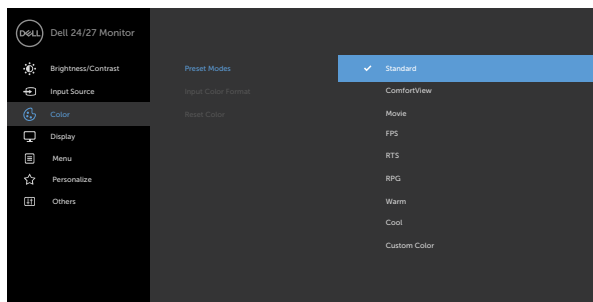 DELL Dell 24/27 Monitor
Brightness/Contrast Preset Modes Standard
Input Source Input Color Format ComfortView
Color Reset Color Movie
Display FPS
Menu RTS
Personalize RPG
Others Warm
Cool
Custom Color